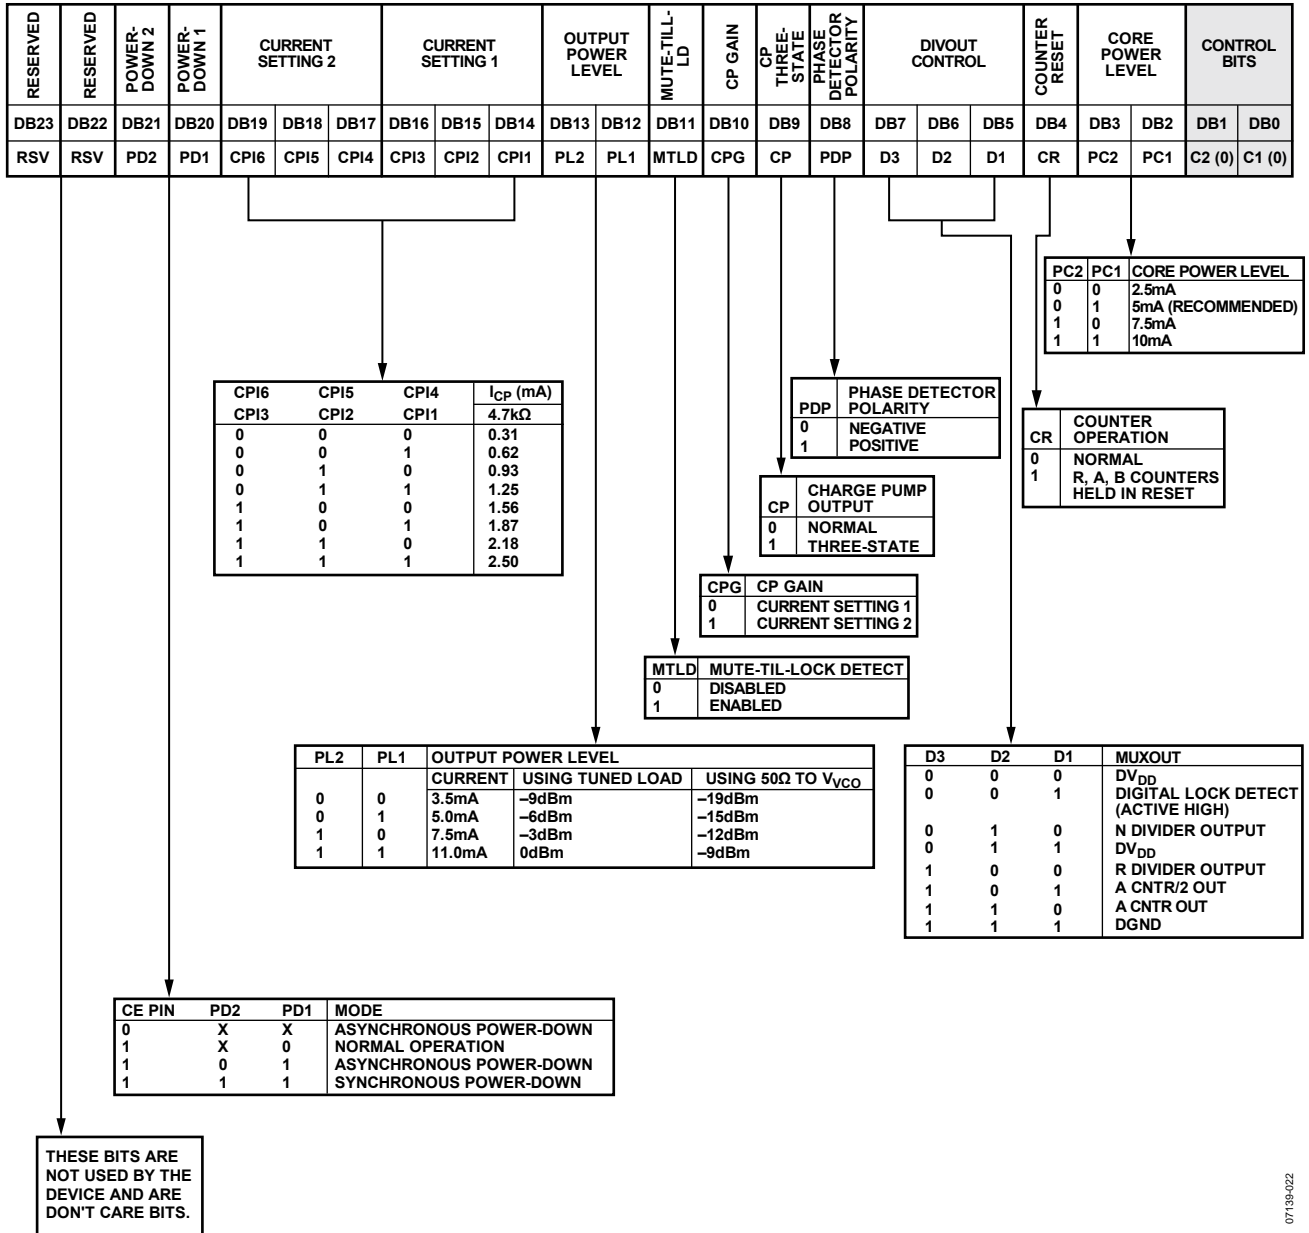 RESERVED
RESERVED
POWER-
DOWN 2
POWER-
DOWN 1
CURRENT
SETTING 2
CURRENT
SETTING 1
OUTPUT
POWER
LEVEL
MUTE-TILL-
LD
CP GAIN
CP
THREE-
STATE
PHASE
DETECTOR
POLARITY
DIVOUT
CONTROL
COUNTER
RESET
CORE
POWER
LEVEL
CONTROL
BITS
DB23 DB22 DB21 DB20 DB19 DB18 DB17 DB16 DB15 DB14 DB13 DB12 DB11 DB10 DB9 DB8 DB7 DB6 DB5 DB4 DB3 DB2 DB1 DB0
RSV RSV PD2 PD1 CPI6 CPI5 CPI4 CPI3 CPI2 CPI1 PL2 PL1 MTLD CPG CP PDP D3 D2 D1 CR PC2 PC1 C2 (0) C1 (0)
PC2 PC1 CORE POWER LEVEL
0 0 2.5mA
0 1 5mA (RECOMMENDED)
1 0 7.5mA
1 1 10mA
CPI6 CPI5 CPI4 ICP (mA)
CPI3 CPI2 CPI1 4.7kΩ
0 0 0 0.31
0 0 1 0.62
0 1 0 0.93
0 1 1 1.25
1 0 0 1.56
1 0 1 1.87
1 1 0 2.18
1 1 1 2.50
PHASE DETECTOR
PDP POLARITY
0 NEGATIVE
1 POSITIVE
COUNTER
CR OPERATION
0 NORMAL
1 R, A, B COUNTERS
HELD IN RESET
CHARGE PUMP
CP OUTPUT
0 NORMAL
1 THREE-STATE
CPG CP GAIN
0 CURRENT SETTING 1
1 CURRENT SETTING 2
MTLD MUTE-TIL-LOCK DETECT
0 DISABLED
1 ENABLED
PL2 PL1 OUTPUT POWER LEVEL
CURRENT USING TUNED LOAD USING 50Ω TO VVCO
0 0 3.5mA –9dBm –19dBm
0 1 5.0mA –6dBm –15dBm
1 0 7.5mA –3dBm –12dBm
1 1 11.0mA 0dBm –9dBm
D3 D2 D1 MUXOUT
0 0 0 DVDD
0 0 1 DIGITAL LOCK DETECT
(ACTIVE HIGH)
0 1 0 N DIVIDER OUTPUT
0 1 1 DVDD
1 0 0 R DIVIDER OUTPUT
1 0 1 A CNTR/2 OUT
1 1 0 A CNTR OUT
1 1 1 DGND
CE PIN PD2 PD1 MODE
0 X X ASYNCHRONOUS POWER-DOWN
1 X 0 NORMAL OPERATION
1 0 1 ASYNCHRONOUS POWER-DOWN
1 1 1 SYNCHRONOUS POWER-DOWN
THESE BITS ARE
NOT USED BY THE
DEVICE AND ARE
DON'T CARE BITS.
07139-022